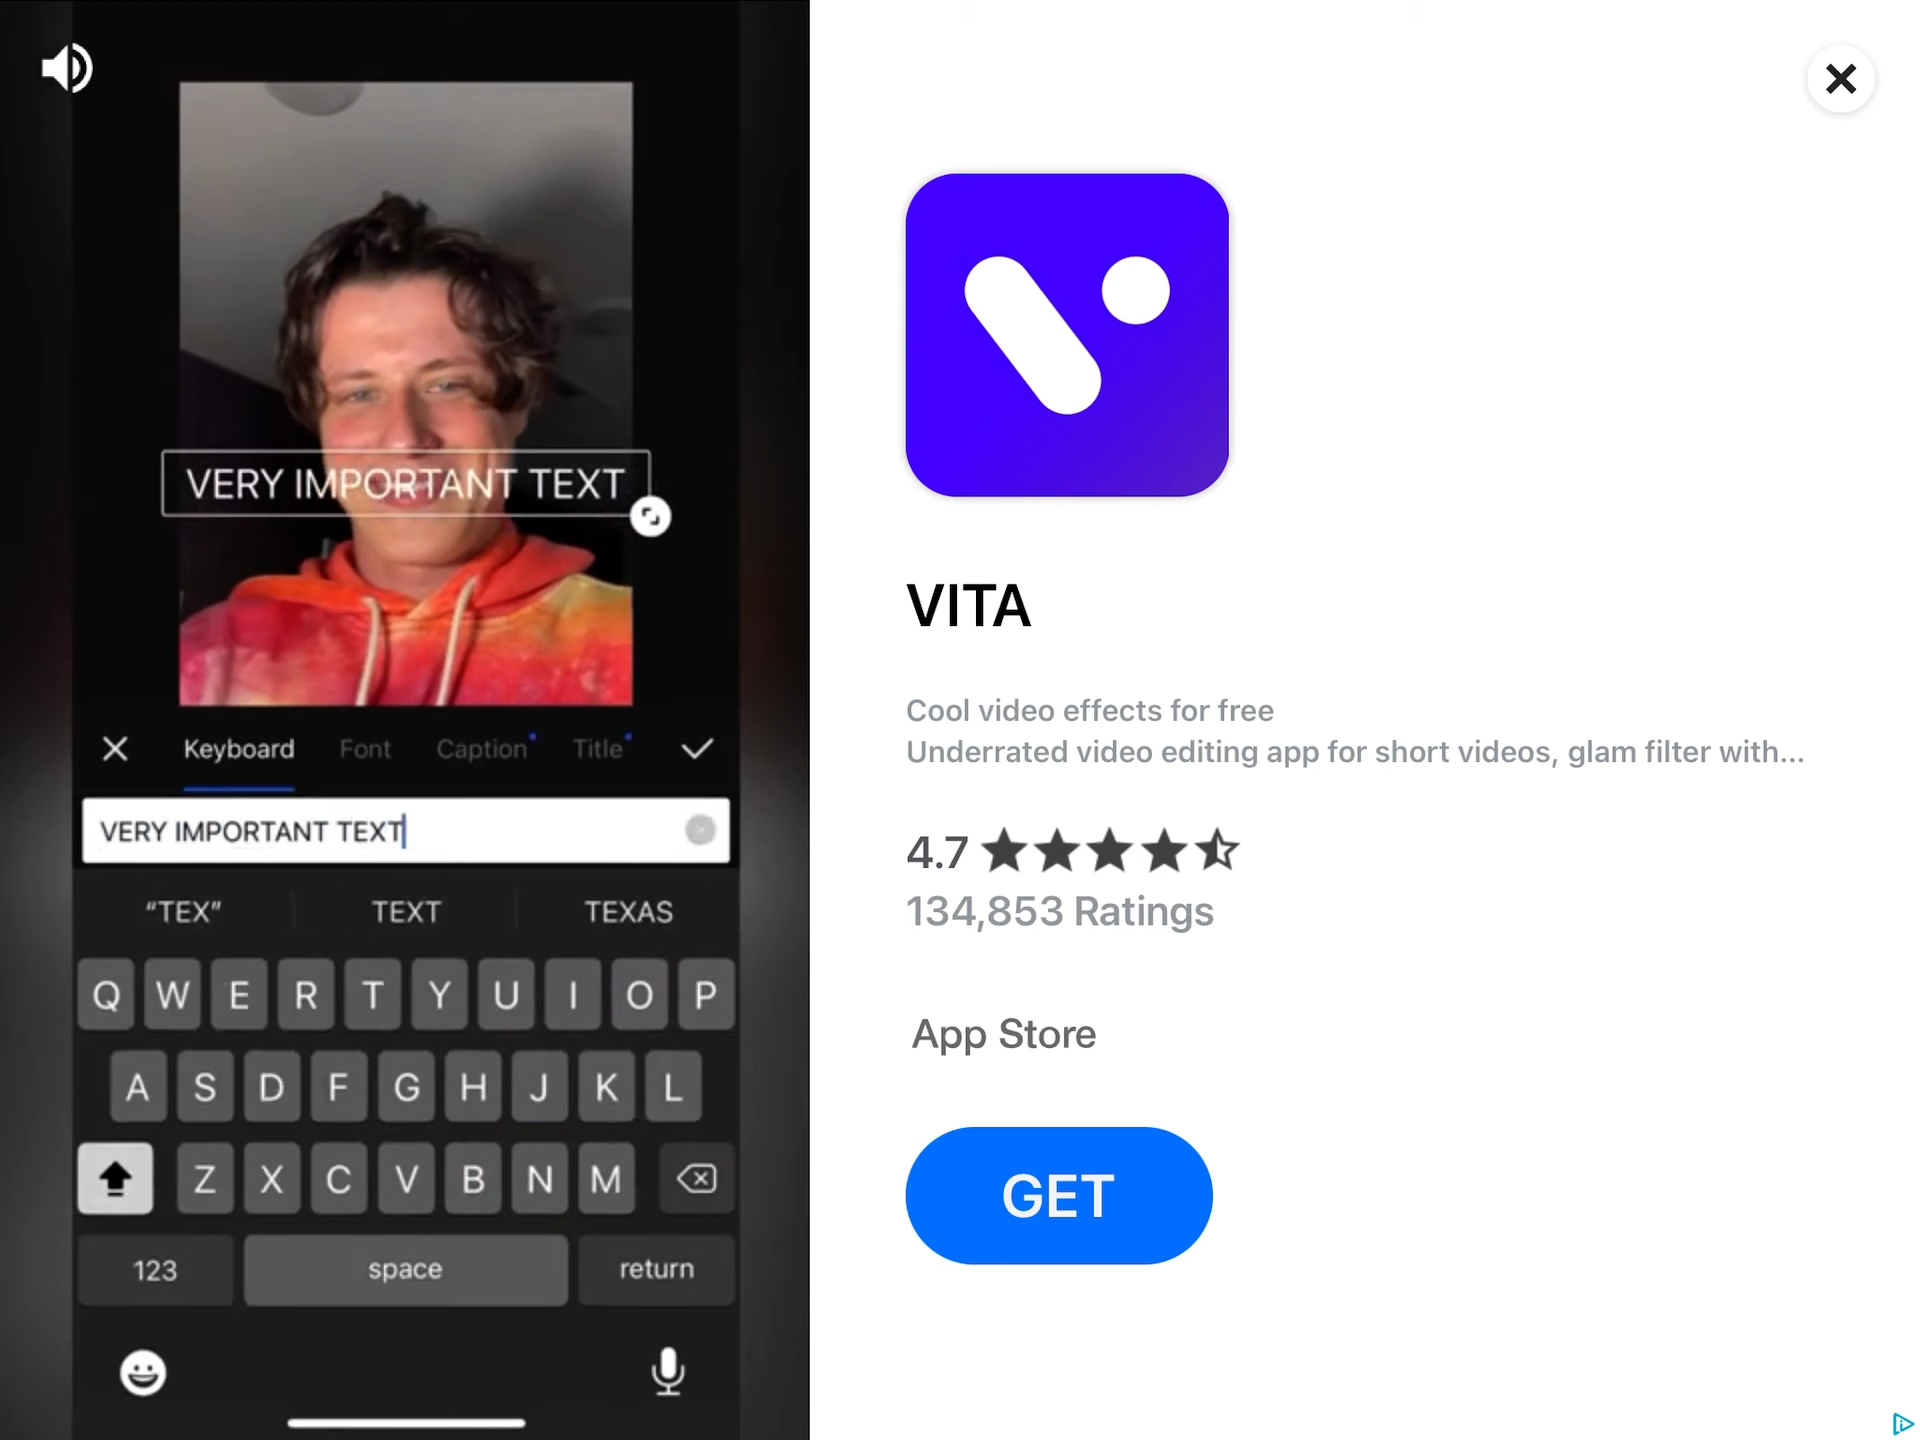 VERY IMPORTANT TEXT
Keyboard Font Caption Title
VERY IMPORTANT TEXT
“TEX” TEXT TEXAS
Q W E R T Y U I O P
A S D F G H J K L
Z X C V B N M
123 space return
VITA
Cool video effects for free
Underrated video editing app for short videos, glam filter with...
4.7
134,853 Ratings
App Store
GET